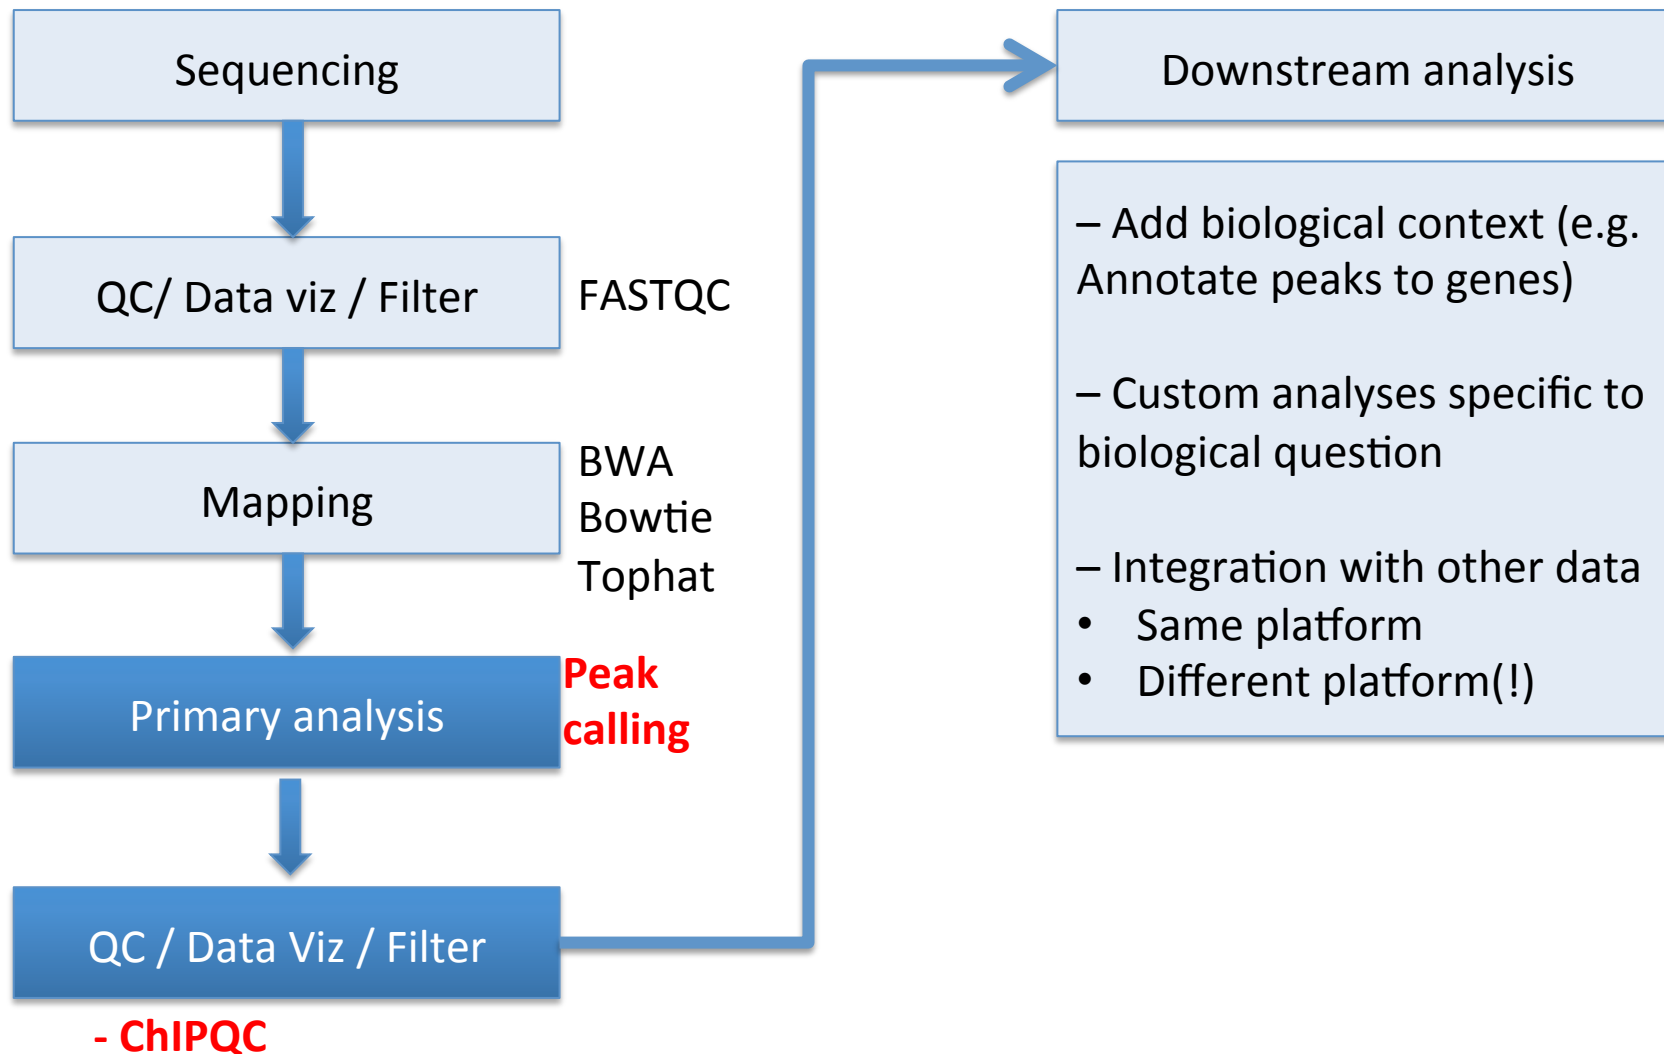 Sequencing
QC/ Data viz / Filter
FASTQC
Mapping
BWA
Bowtie
Tophat
Primary analysis
Peak
calling
QC / Data Viz / Filter
- ChIPQC
Downstream analysis
– Add biological context (e.g.
Annotate peaks to genes)
– Custom analyses specific to
biological question
– Integration with other data
• Same platform
• Different platform(!)